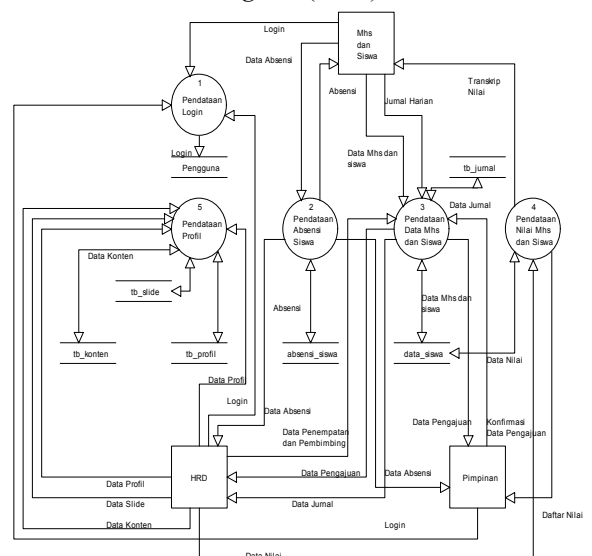 Login
Mhs
dan
Siswa
Data Absensi
Absensi
Transkrip
Nilai
1
Pendataan
Login
Jurnal Harian
Login
Pengguna
Data Mhs dan
siswa
tb_jurnal
5
Pendataan
Profil
2
Pendataan
Absensi
Siswa
3
Pendataan
Data Mhs
dan Siswa
Data Jurnal
4
Pendataan
Nilai Mhs
dan Siswa
Data Konten
tb_slide
Absensi
Data Mhs dan
siswa
tb_konten
tb_profil
absensi_siswa
data_siswa
Data Nilai
Data Profil
Login
Data Absensi
Data Penempatan
dan Pembimbing
Data Pengajuan
Konfirmasi
Data Pengajuan
HRD
Data Pengajuan
Data Absensi
Pimpinan
Data Profil
Data Slide
Data Jurnal
Data Konten
Login
Daftar Nilai
Data Nilai